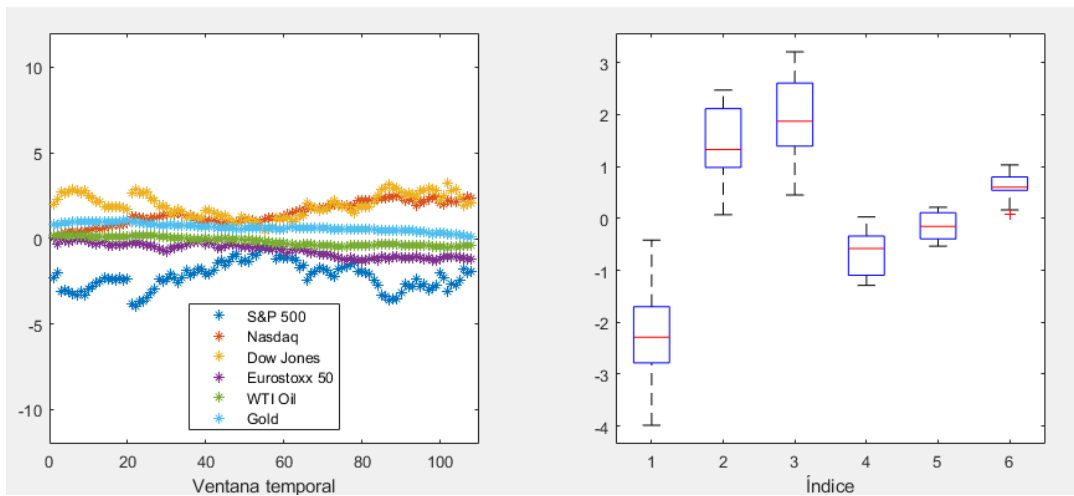 10
5
0
-5
-10
S&P 500
Nasdaq
Dow Jones
Eurostoxx 50
WTI Oil
Gold
0 20 40 60 80 100
Ventana temporal
3
2
1
0
-1
-2
-3
-4
1 2 3 4 5 6
Índice